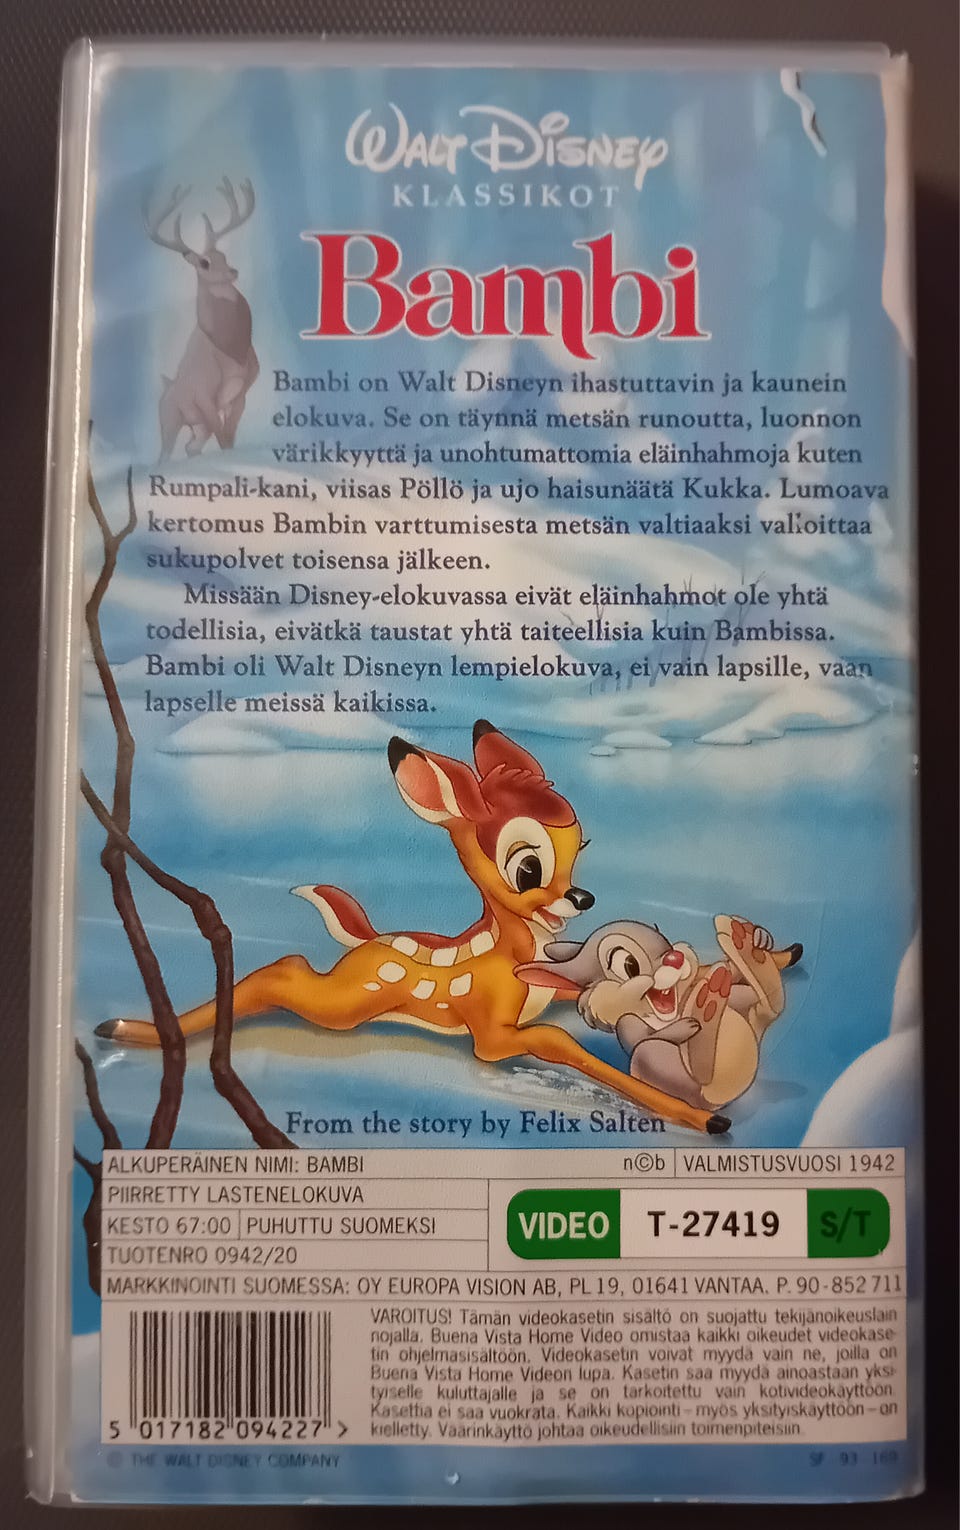 WALT DISNEY
KLASSIKOT
Bambi
Bambi on Walt Disneyn ihastuttavin ja kaunein
elokuva. Se on täynnä metsän runoutta, luonnon
värikkyyttä ja unohtumattomia eläinhahmoja kuten
Rumpali-kani, viisas Pöllö ja ujo haisunäätä Kukka. Lumoava
kertomus Bambin varttumisesta metsän valtiaaksi valloittaa
sukupolvet toisensa jälkeen.
Missään Disney-elokuvassa eivät eläinhahmot ole yhtä
todellisia, eivätkä taustat yhtä taiteellisia kuin Bambissa.
Bambi oli Walt Disneyn lempielokuva, ei vain lapsille, vaan
lapselle meissä kaikissa.
From the story by Felix Salten
ALKUPERÄINEN NIMI: BAMBI n©b VALMISTUSVUOSI 1942
PIIRRETTY LASTENELOKUVA
KESTO 67:00 PUHUTTU SUOMEKSI
TUOTENRO 0942/20
VIDEO T-27419 S/T
MARKKINOINTI SUOMESSA: OY EUROPA VISION AB, PL 19, 01641 VANTAA. P. 90-852 711
VAROITUS! Tämän videokasetin sisältö on suojattu tekijänoikeuslain
nojalla. Buena Vista Home Video omistaa kaikki oikeudet videokase-
tin ohjelmasisältöön. Videokasetin voivat myydä vain ne, joilla on
Buena Vista Home Videon lupa. Kasetin saa myydä ainoastaan yksi-
tyiselle kuluttajalle ja se on tarkoitettu vain kotivideokäyttöön.
Kasettia ei saa vuokrata. Kaikki kopiointi – myös yksityiskäyttöön – on
kielletty. Väärinkäyttö johtaa oikeudellisiin toimenpiteisiin.
5 017182 094227 >
© THE WALT DISNEY COMPANY SF 93 169